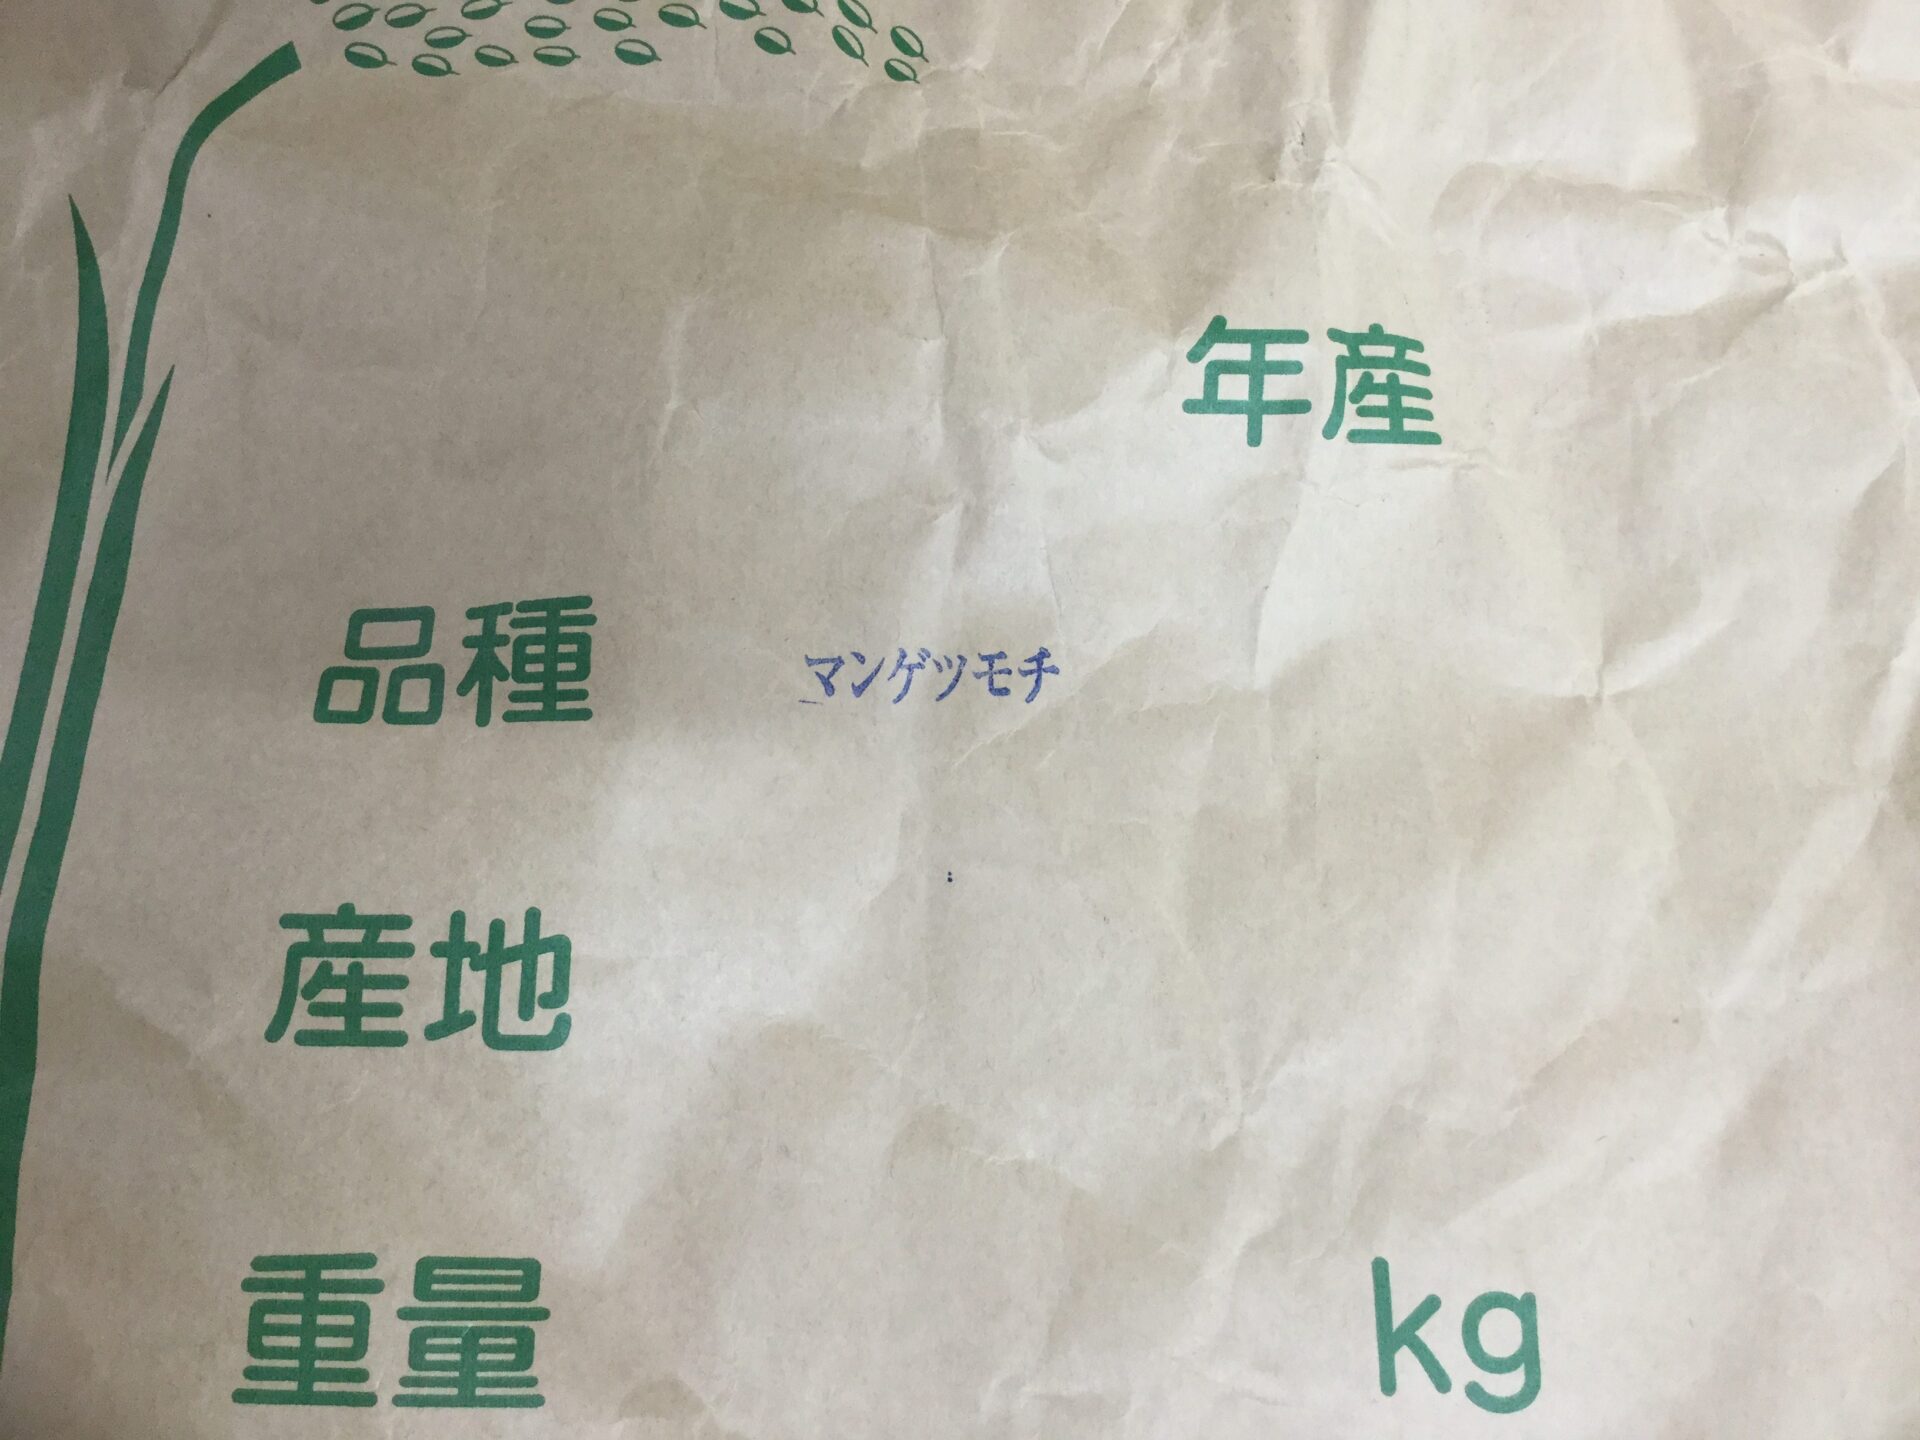 年産
品種 マンゲツモチ
産地
重量 kg